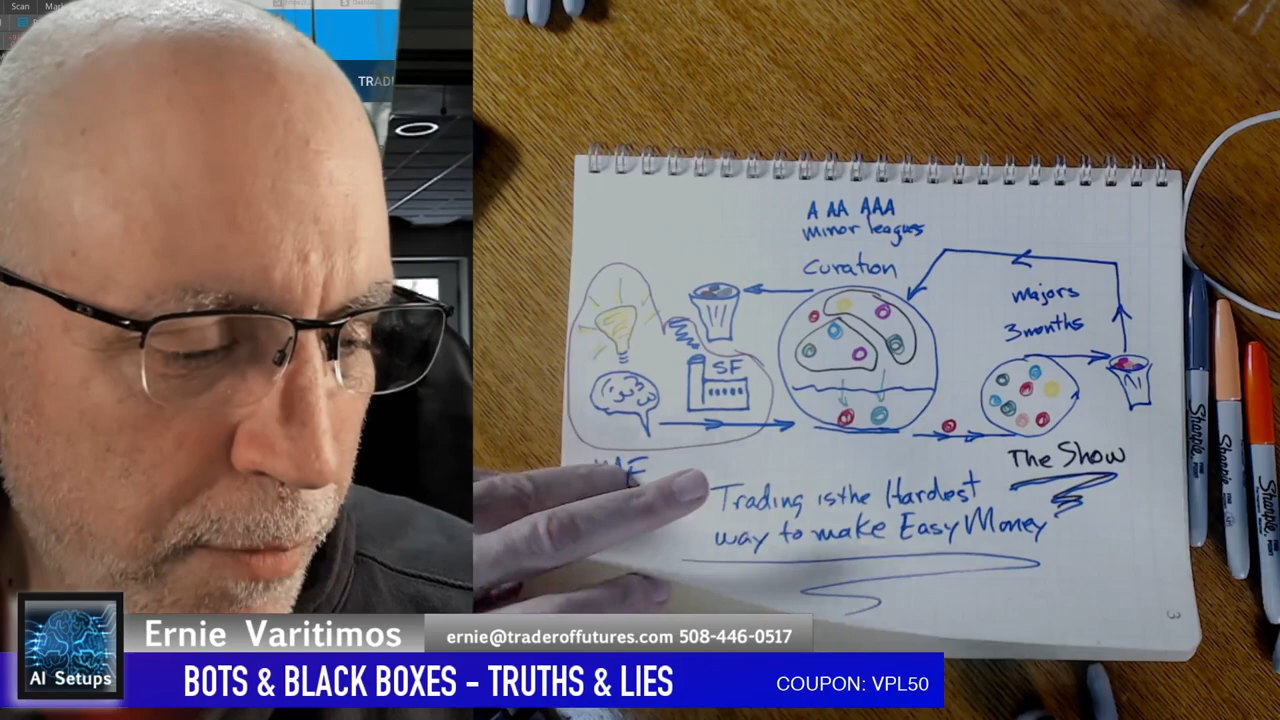 Scan
TRADI
A AA AAA
minor leagues
Curation
majors
3 months
SF
The Show
Trading is the Hardest
way to make Easy Money
3
Sharpie
Sharpie
Sharpie
AI Setups
Ernie Varitimos
ernie@traderoffutures.com 508-446-0517
BOTS & BLACK BOXES - TRUTHS & LIES
COUPON: VPL50